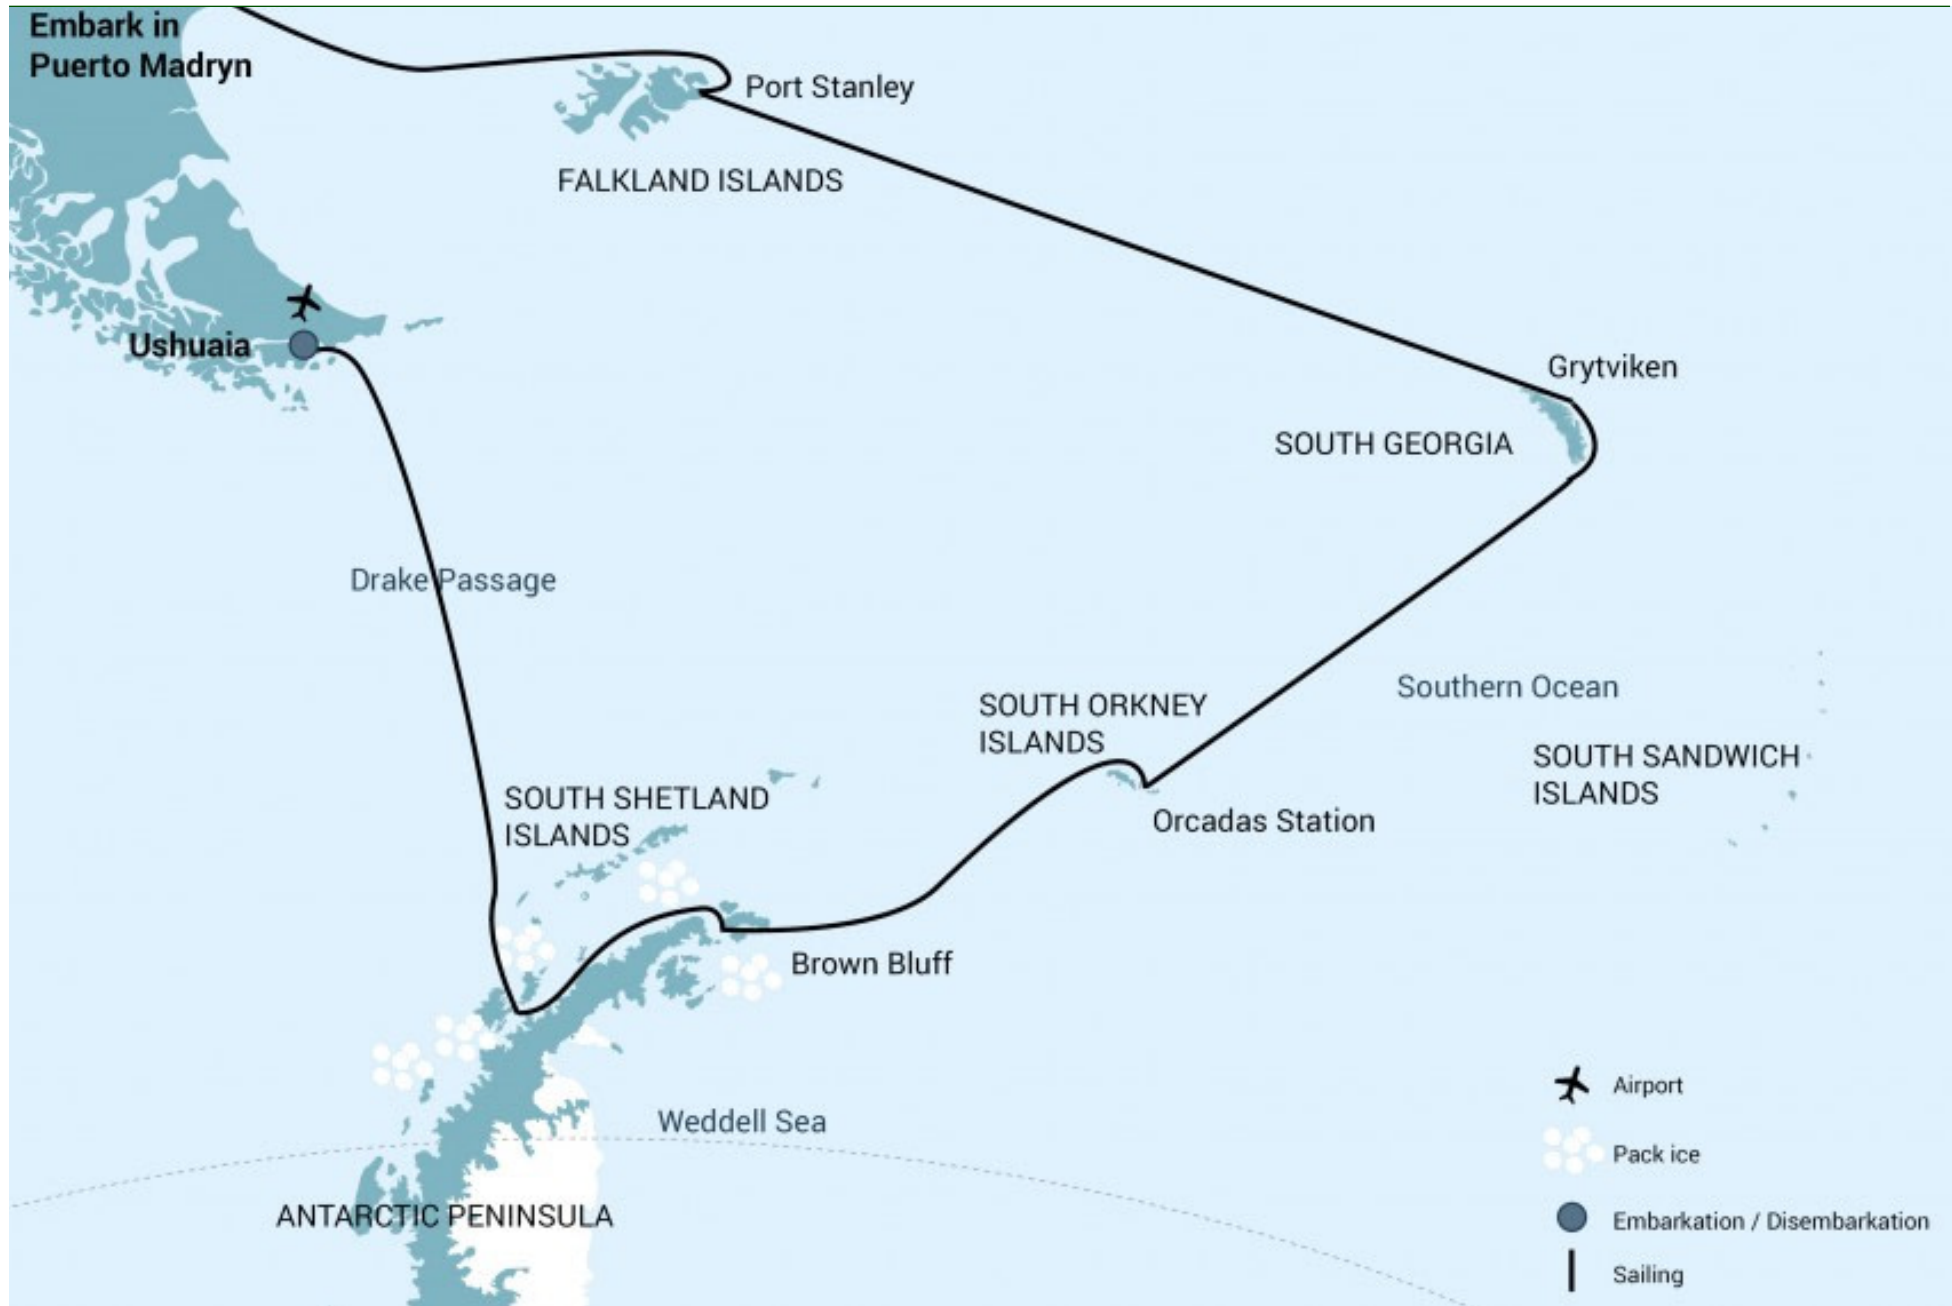 Embark in
Puerto Madryn
Port Stanley
FALKLAND ISLANDS
Ushuaia
Grytviken
SOUTH GEORGIA
Drake Passage
Southern Ocean
SOUTH ORKNEY
ISLANDS
SOUTH SANDWICH
ISLANDS
SOUTH SHETLAND
ISLANDS
Orcadas Station
Brown Bluff
Weddell Sea
ANTARCTIC PENINSULA
Airport
Pack ice
Embarkation / Disembarkation
Sailing